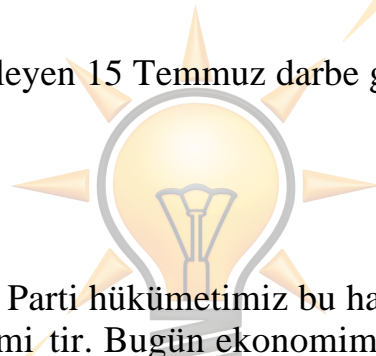 leyen 15 Temmuz darbe g
Parti hükümetimiz bu ha
mi tir. Bugün ekonomim